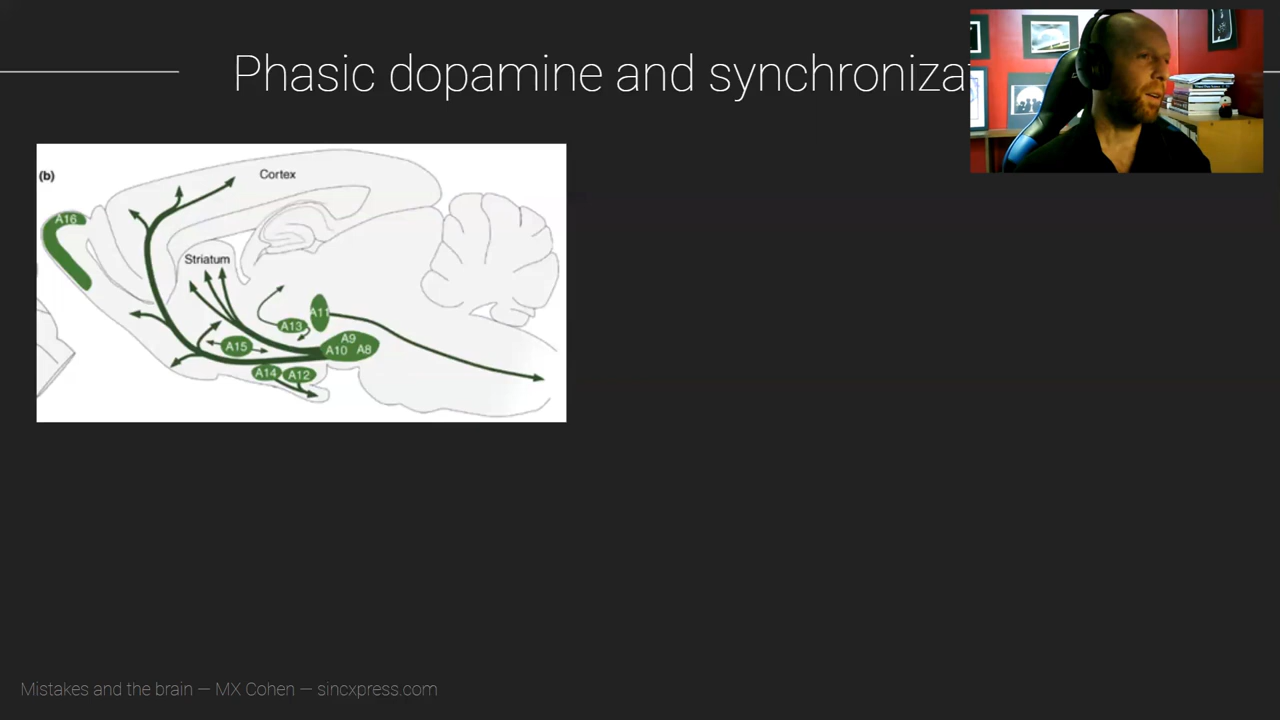 Phasic dopamine and synchroniza
(b)
Cortex
A16
Striatum
A11
A13
A9
A15
A10 A8
A14 A12
Mistakes and the brain — MX Cohen — sincxpress.com